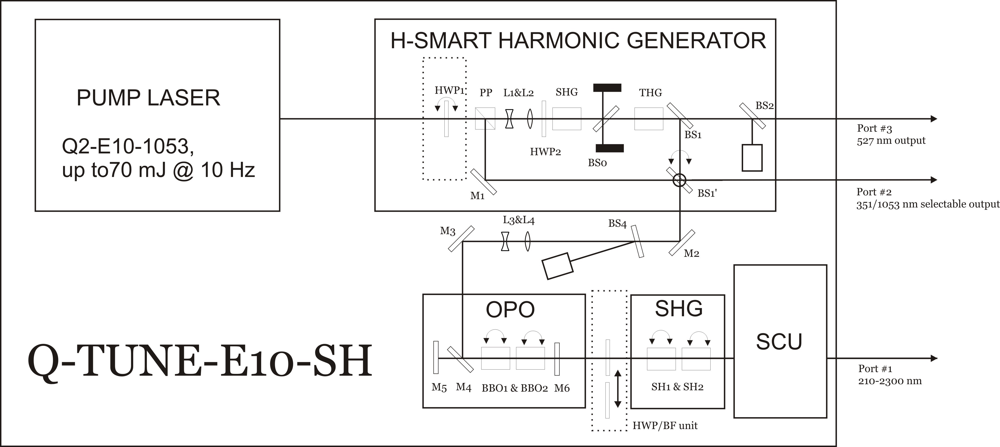 H-SMART HARMONIC GENERATOR
PUMP LASER
Q2-E10-1053,
up to70 mJ @ 10 Hz
HWP1
PP
L1&L2
SHG
THG
BS2
HWP2
BS0
BS1
M1
BS1'
Port #3
527 nm output
Port #2
351/1053 nm selectable output
M3
L3&L4
BS4
M2
OPO
SHG
SCU
Q-TUNE-E10-SH
M5
M4
BBO1 & BBO2
M6
SH1 & SH2
HWP/BF unit
Port #1
210-2300 nm